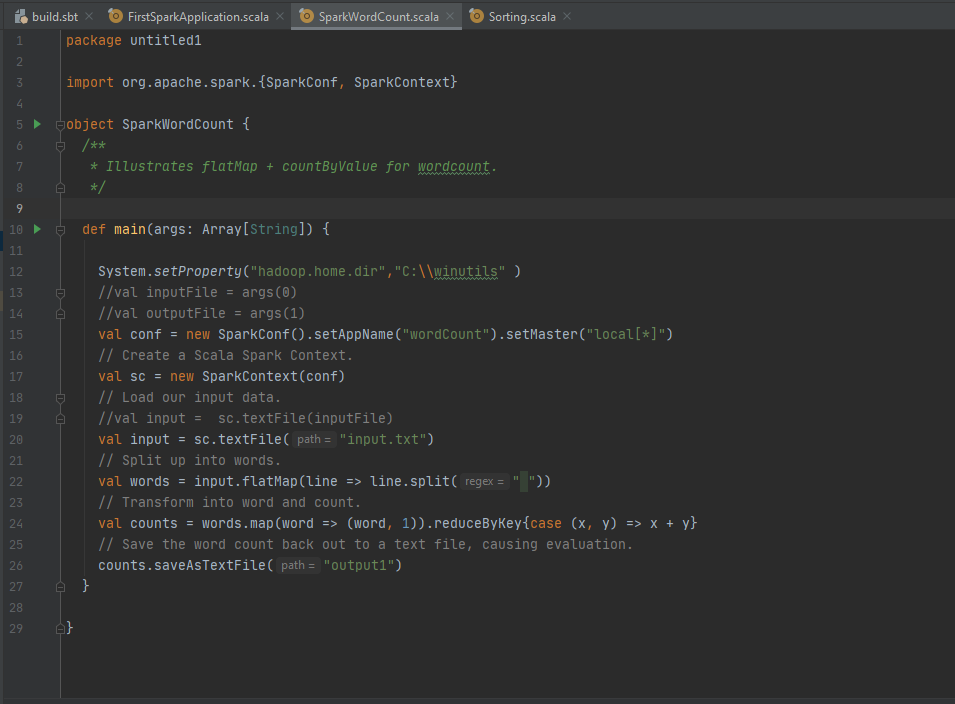 build.sbt FirstSparkApplication.scala SparkWordCount.scala Sorting.scala
1 package untitled1
2
3 import org.apache.spark.{SparkConf, SparkContext}
4
5 object SparkWordCount {
6 /**
7 * Illustrates flatMap + countByValue for wordcount.
8 */
9
10 def main(args: Array[String]) {
11
12 System.setProperty("hadoop.home.dir","C:\\winutils" )
13 //val inputFile = args(0)
14 //val outputFile = args(1)
15 val conf = new SparkConf().setAppName("wordCount").setMaster("local[*]")
16 // Create a Scala Spark Context.
17 val sc = new SparkContext(conf)
18 // Load our input data.
19 //val input =  sc.textFile(inputFile)
20 val input = sc.textFile( path = "input.txt")
21 // Split up into words.
22 val words = input.flatMap(line => line.split( regex = " "))
23 // Transform into word and count.
24 val counts = words.map(word => (word, 1)).reduceByKey{case (x, y) => x + y}
25 // Save the word count back out to a text file, causing evaluation.
26 counts.saveAsTextFile( path = "output1")
27 }
28
29 }